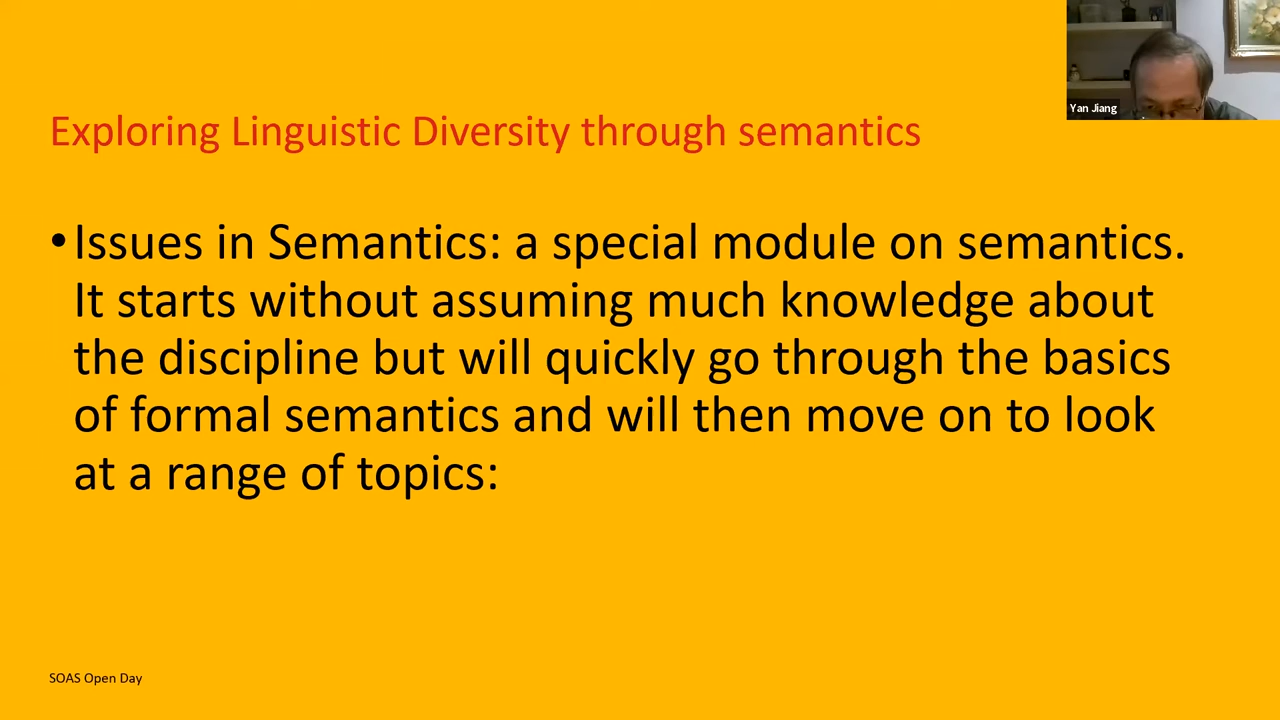 Yan Jiang
Exploring Linguistic Diversity through semantics
•Issues in Semantics: a special module on semantics.
It starts without assuming much knowledge about
the discipline but will quickly go through the basics
of formal semantics and will then move on to look
at a range of topics:
SOAS Open Day